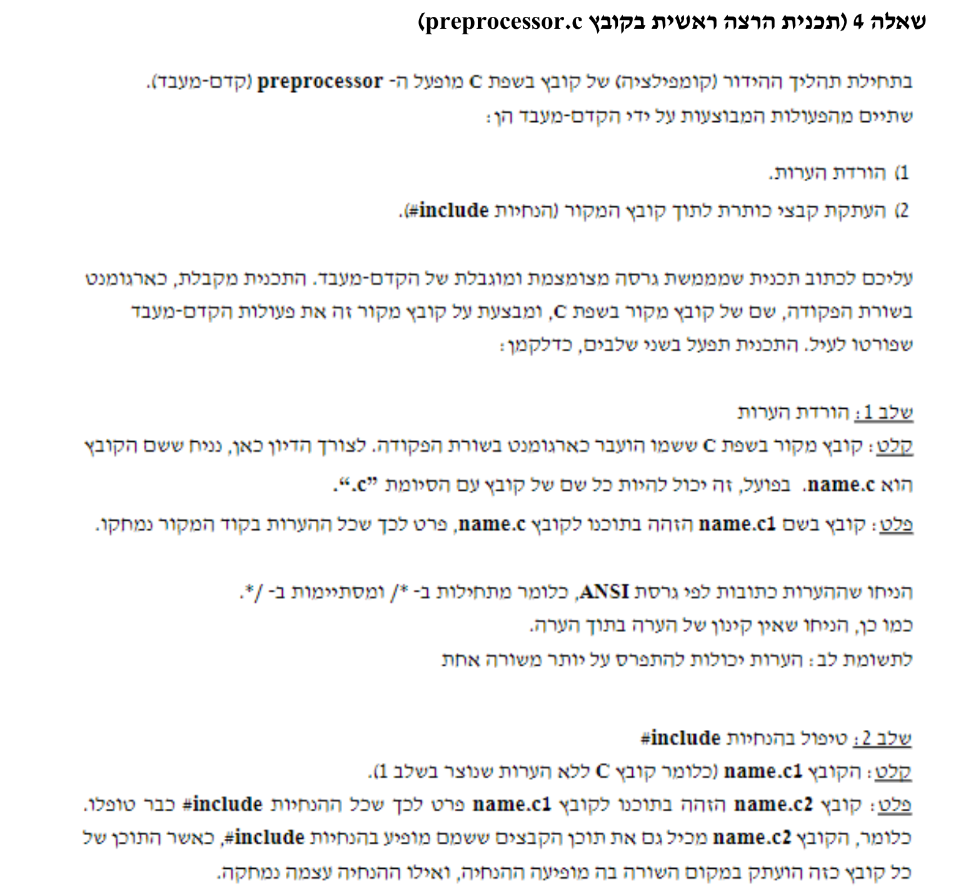 שאלה 4 (תכנית הרצה ראשית בקובץ preprocessor.c)
בתחילת תהליך ההידור (קומפילציה) של קובץ בשפת C מופעל ה- preprocessor (קדם-מעבד).
שתיים מהפעולות המבוצעות על ידי הקדם-מעבד הן:
1) הורדת הערות.
2) העתקת קבצי כותרת לתוך קובץ המקור (הנחיות #include).
עליכם לכתוב תכנית שמממשת גרסה מצומצמת ומוגבלת של הקדם-מעבד. התכנית מקבלת, כארגומנט
בשורת הפקודה, שם של קובץ מקור בשפת C, ומבצעת על קובץ מקור זה את פעולות הקדם-מעבד
שפורטו לעיל. התכנית תפעל בשני שלבים, כדלקמן:
שלב 1: הורדת הערות
קלט: קובץ מקור בשפת C ששמו הועבר כארגומנט בשורת הפקודה. לצורך הדיון כאן, נניח ששם הקובץ
הוא name.c. בפועל, זה יכול להיות כל שם של קובץ עם הסיומת ”c.“.
פלט: קובץ בשם name.c1 הזהה בתוכנו לקובץ name.c, פרט לכך שכל ההערות בקוד המקור נמחקו.
הניחו שההערות כתובות לפי גרסת ANSI, כלומר מתחילות ב- */ ומסתיימות ב- /*.
כמו כן, הניחו שאין קינון של הערה בתוך הערה.
לתשומת לב: הערות יכולות להתפרס על יותר משורה אחת
שלב 2: טיפול בהנחיות #include
קלט: הקובץ name.c1 (כלומר קובץ C ללא הערות שנוצר בשלב 1).
פלט: קובץ name.c2 הזהה בתוכנו לקובץ name.c1 פרט לכך שכל ההנחיות #include כבר טופלו.
כלומר, הקובץ name.c2 מכיל גם את תוכן הקבצים ששמם מופיע בהנחיות #include, כאשר התוכן של
כל קובץ כזה הועתק במקום השורה בה מופיעה ההנחיה, ואילו ההנחיה עצמה נמחקה.